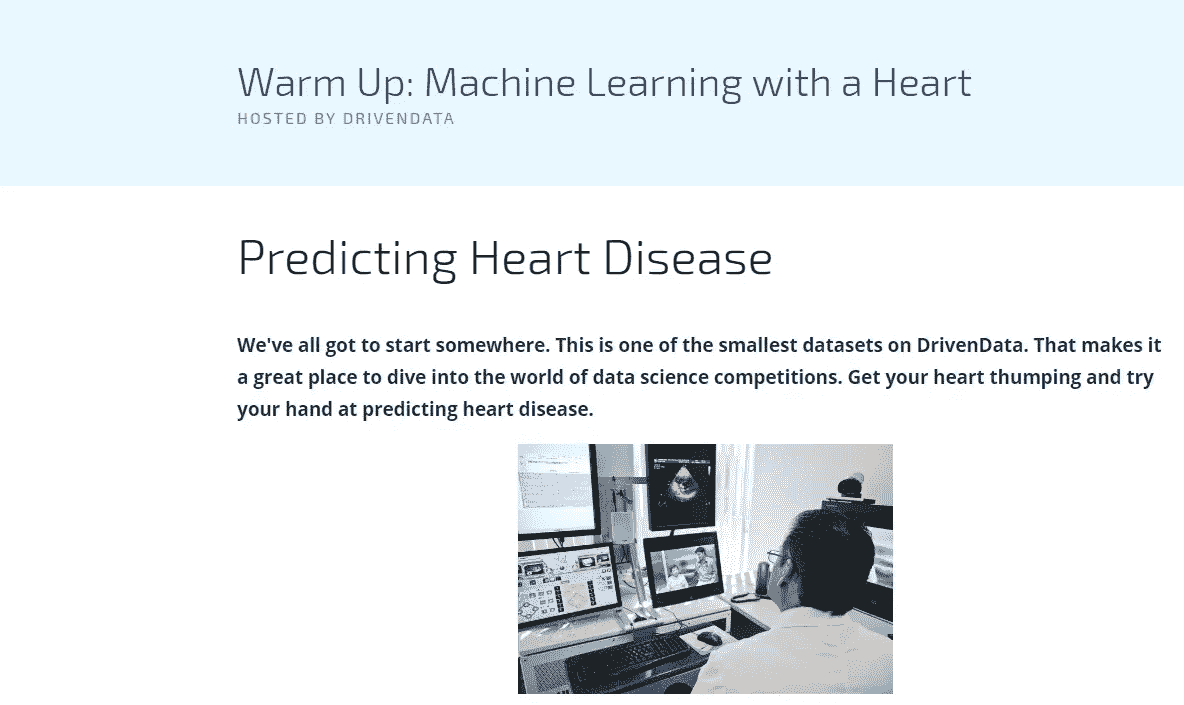 Warm Up: Machine Learning with a Heart
HOSTED BY DRIVENDATA
Predicting Heart Disease
We've all got to start somewhere. This is one of the smallest datasets on DrivenData. That makes it
a great place to dive into the world of data science competitions. Get your heart thumping and try
your hand at predicting heart disease.